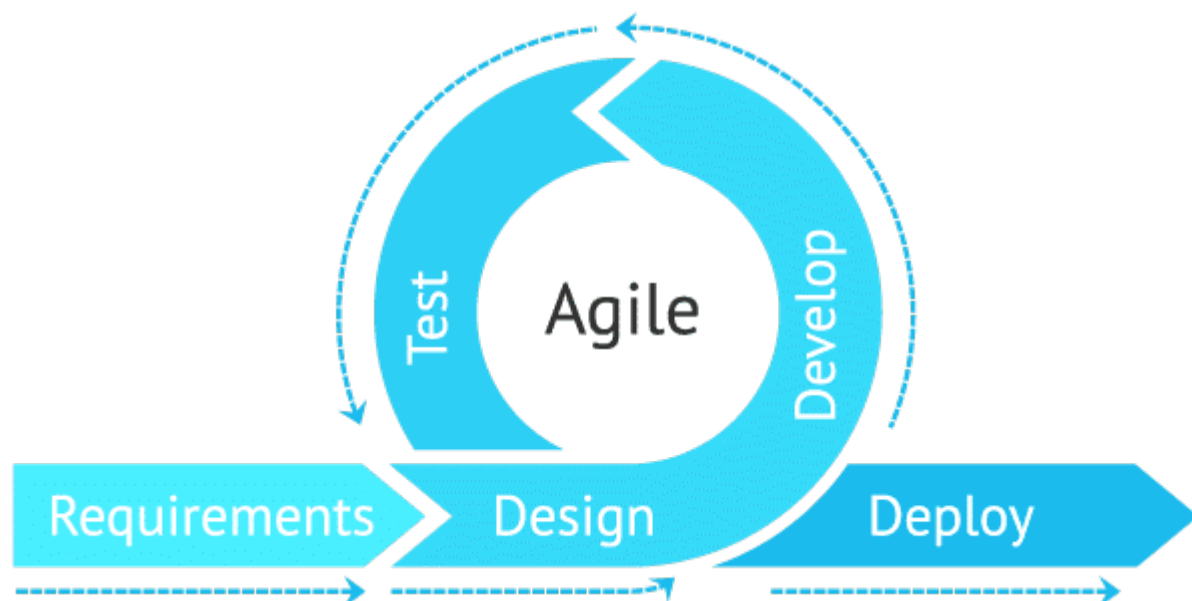 Agile
Test
Develop
Requirements
Design
Deploy